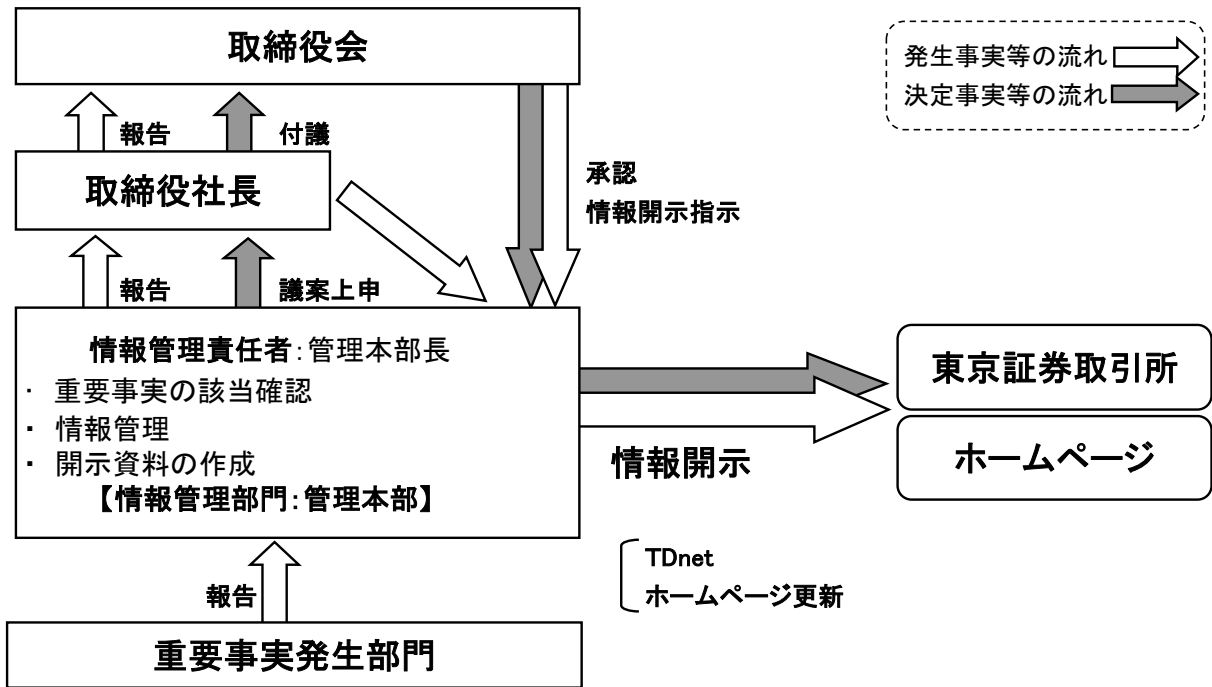 取締役会
発生事実等の流れ
決定事実等の流れ
報告
付議
取締役社長
承認
情報開示指示
報告
議案上申
情報管理責任者：管理本部長
・ 重要事実の該当確認
・ 情報管理
・ 開示資料の作成
【情報管理部門：管理本部】
東京証券取引所
ホームページ
情報開示
TDnet
ホームページ更新
報告
重要事実発生部門